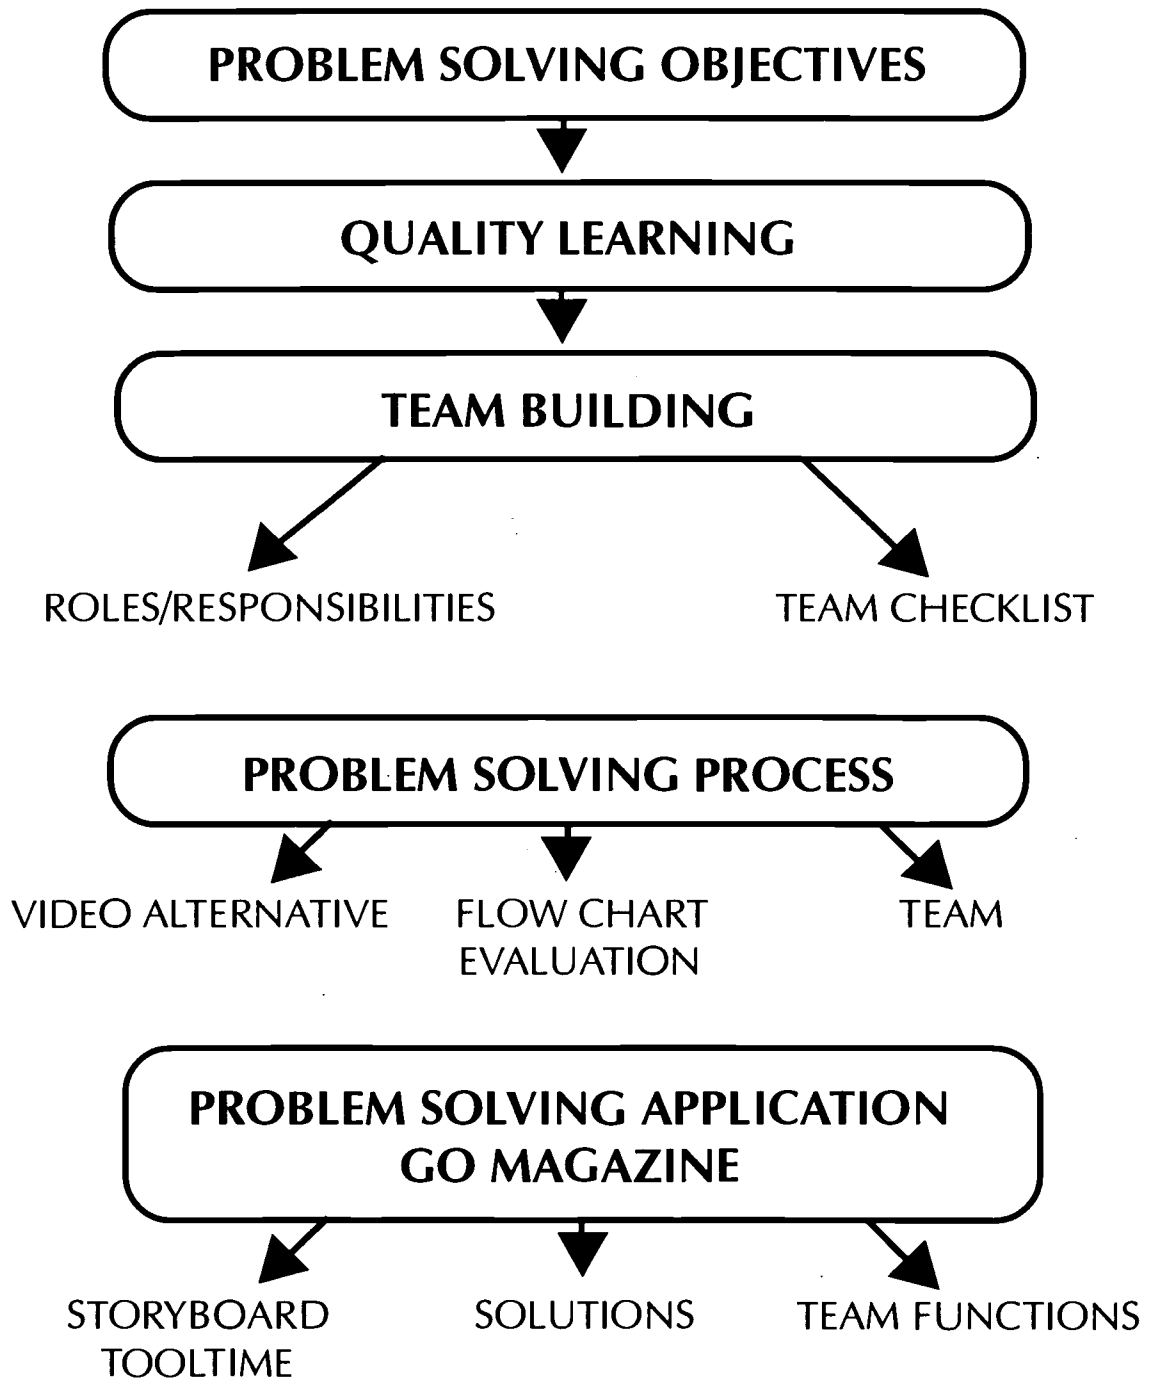 PROBLEM SOLVING OBJECTIVES
QUALITY LEARNING
TEAM BUILDING
ROLES/RESPONSIBILITIES
TEAM CHECKLIST
PROBLEM SOLVING PROCESS
VIDEO ALTERNATIVE
FLOW CHART
EVALUATION
TEAM
PROBLEM SOLVING APPLICATION
GO MAGAZINE
STORYBOARD
TOOLTIME
SOLUTIONS
TEAM FUNCTIONS